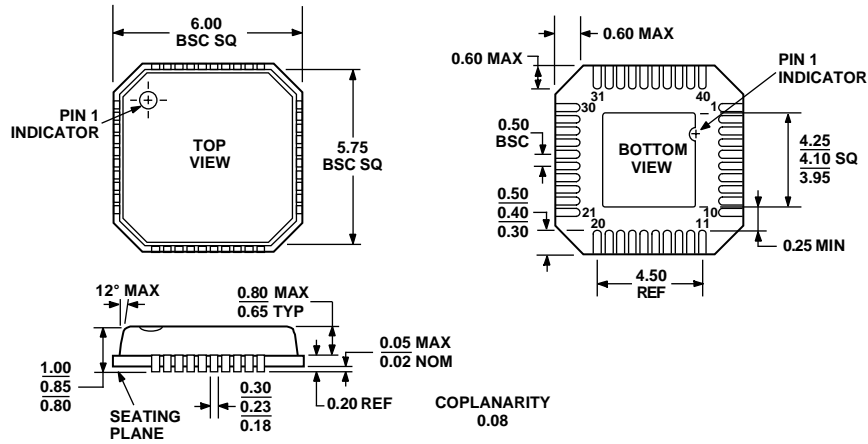 6.00
BSC SQ
PIN 1
INDICATOR
TOP
VIEW
5.75
BSC SQ
0.60 MAX
0.60 MAX
PIN 1
INDICATOR
31
40
30
1
0.50
BSC
BOTTOM
VIEW
4.25
4.10 SQ
3.95
0.50
0.40
0.30
21
10
20
11
0.25 MIN
4.50
REF
12° MAX
0.80 MAX
0.65 TYP
0.05 MAX
0.02 NOM
1.00
0.85
0.80
SEATING
PLANE
0.30
0.23
0.18
0.20 REF
COPLANARITY
0.08